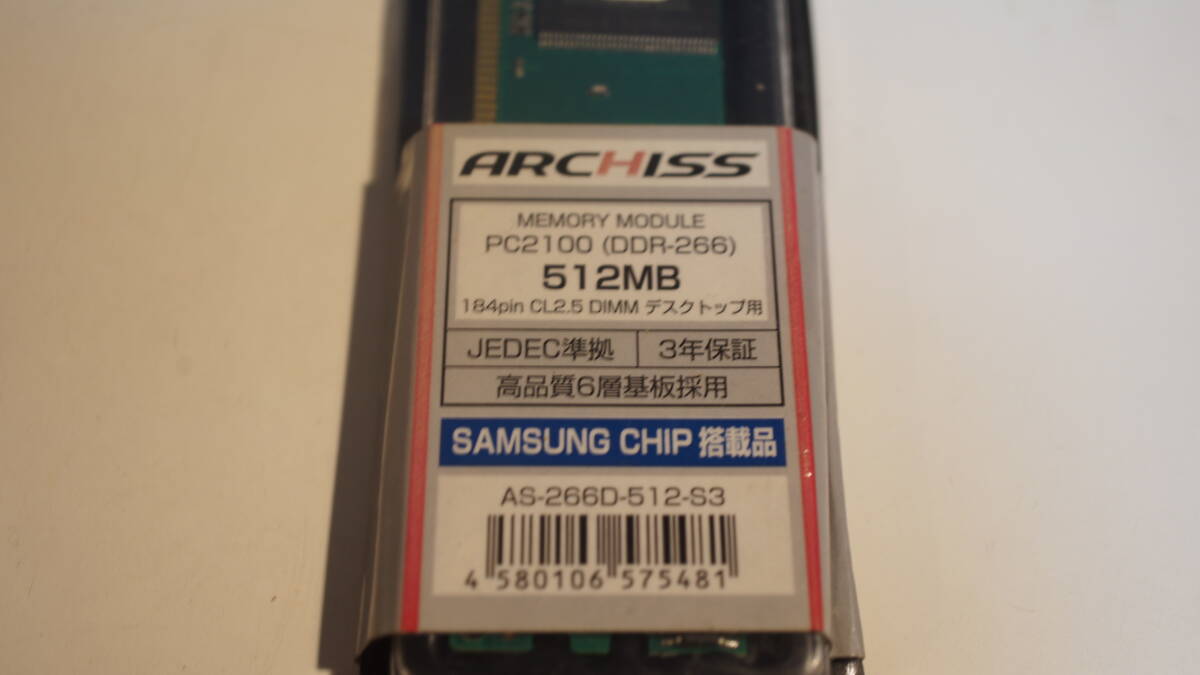 ARCHISS
MEMORY MODULE
PC2100 (DDR-266)
512MB
184pin CL2.5 DIMM デスクトップ用
JEDEC準拠
3年保証
高品質6層基板採用
SAMSUNG CHIP 搭載品
AS-266D-512-S3
4 580106 575481